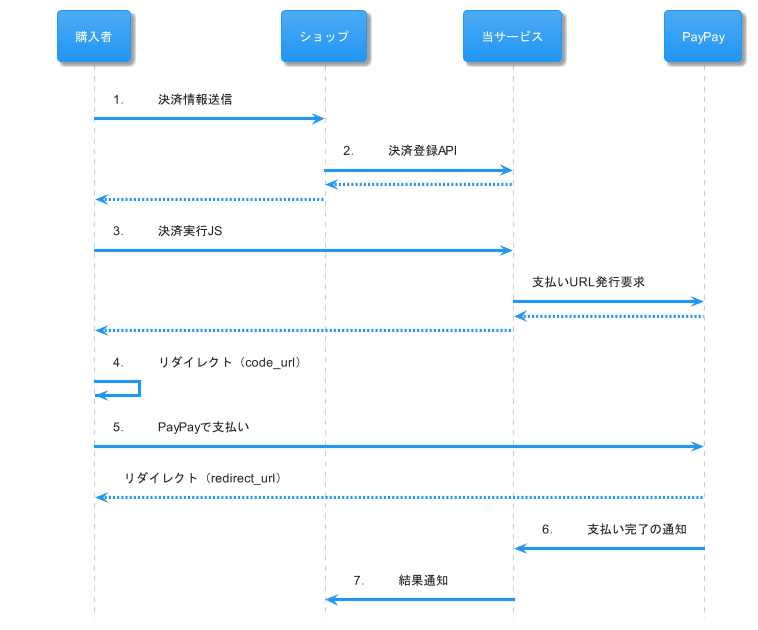 購入者 ショップ 当サービス PayPay
1. 決済情報送信
2. 決済登録API
3. 決済実行JS
支払いURL発行要求
4. リダイレクト（code_url）
5. PayPayで支払い
リダイレクト（redirect_url）
6. 支払い完了の通知
7. 結果通知